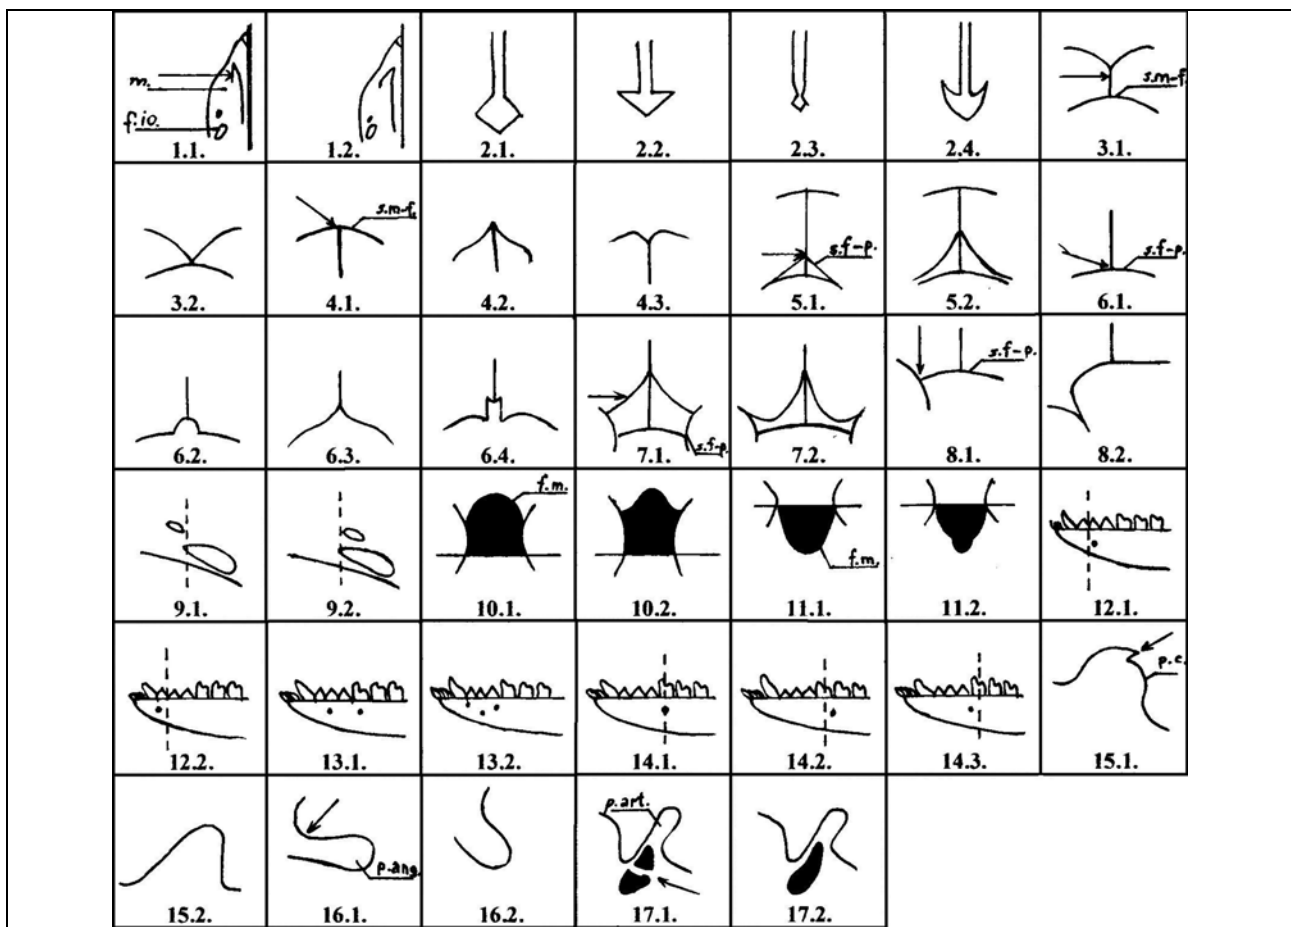 m.
f.io.
1.1. 1.2. 2.1. 2.2. 2.3. 2.4. 3.1.
s.m-f.
s.m-f.
s.f-p.
s.f-p.
3.2. 4.1. 4.2. 4.3. 5.1. 5.2. 6.1.
s.f-p.
s.f-p.
6.2. 6.3. 6.4. 7.1. 7.2. 8.1. 8.2.
f.m.
f.m.
9.1. 9.2. 10.1. 10.2. 11.1. 11.2. 12.1.
p.c.
12.2. 13.1. 13.2. 14.1. 14.2. 14.3. 15.1.
p.art.
p.ang.
15.2. 16.1. 16.2. 17.1. 17.2.